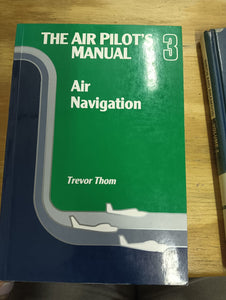 THE AIR PILOT'S
MANUAL
3
Air
Navigation
Trevor Thom